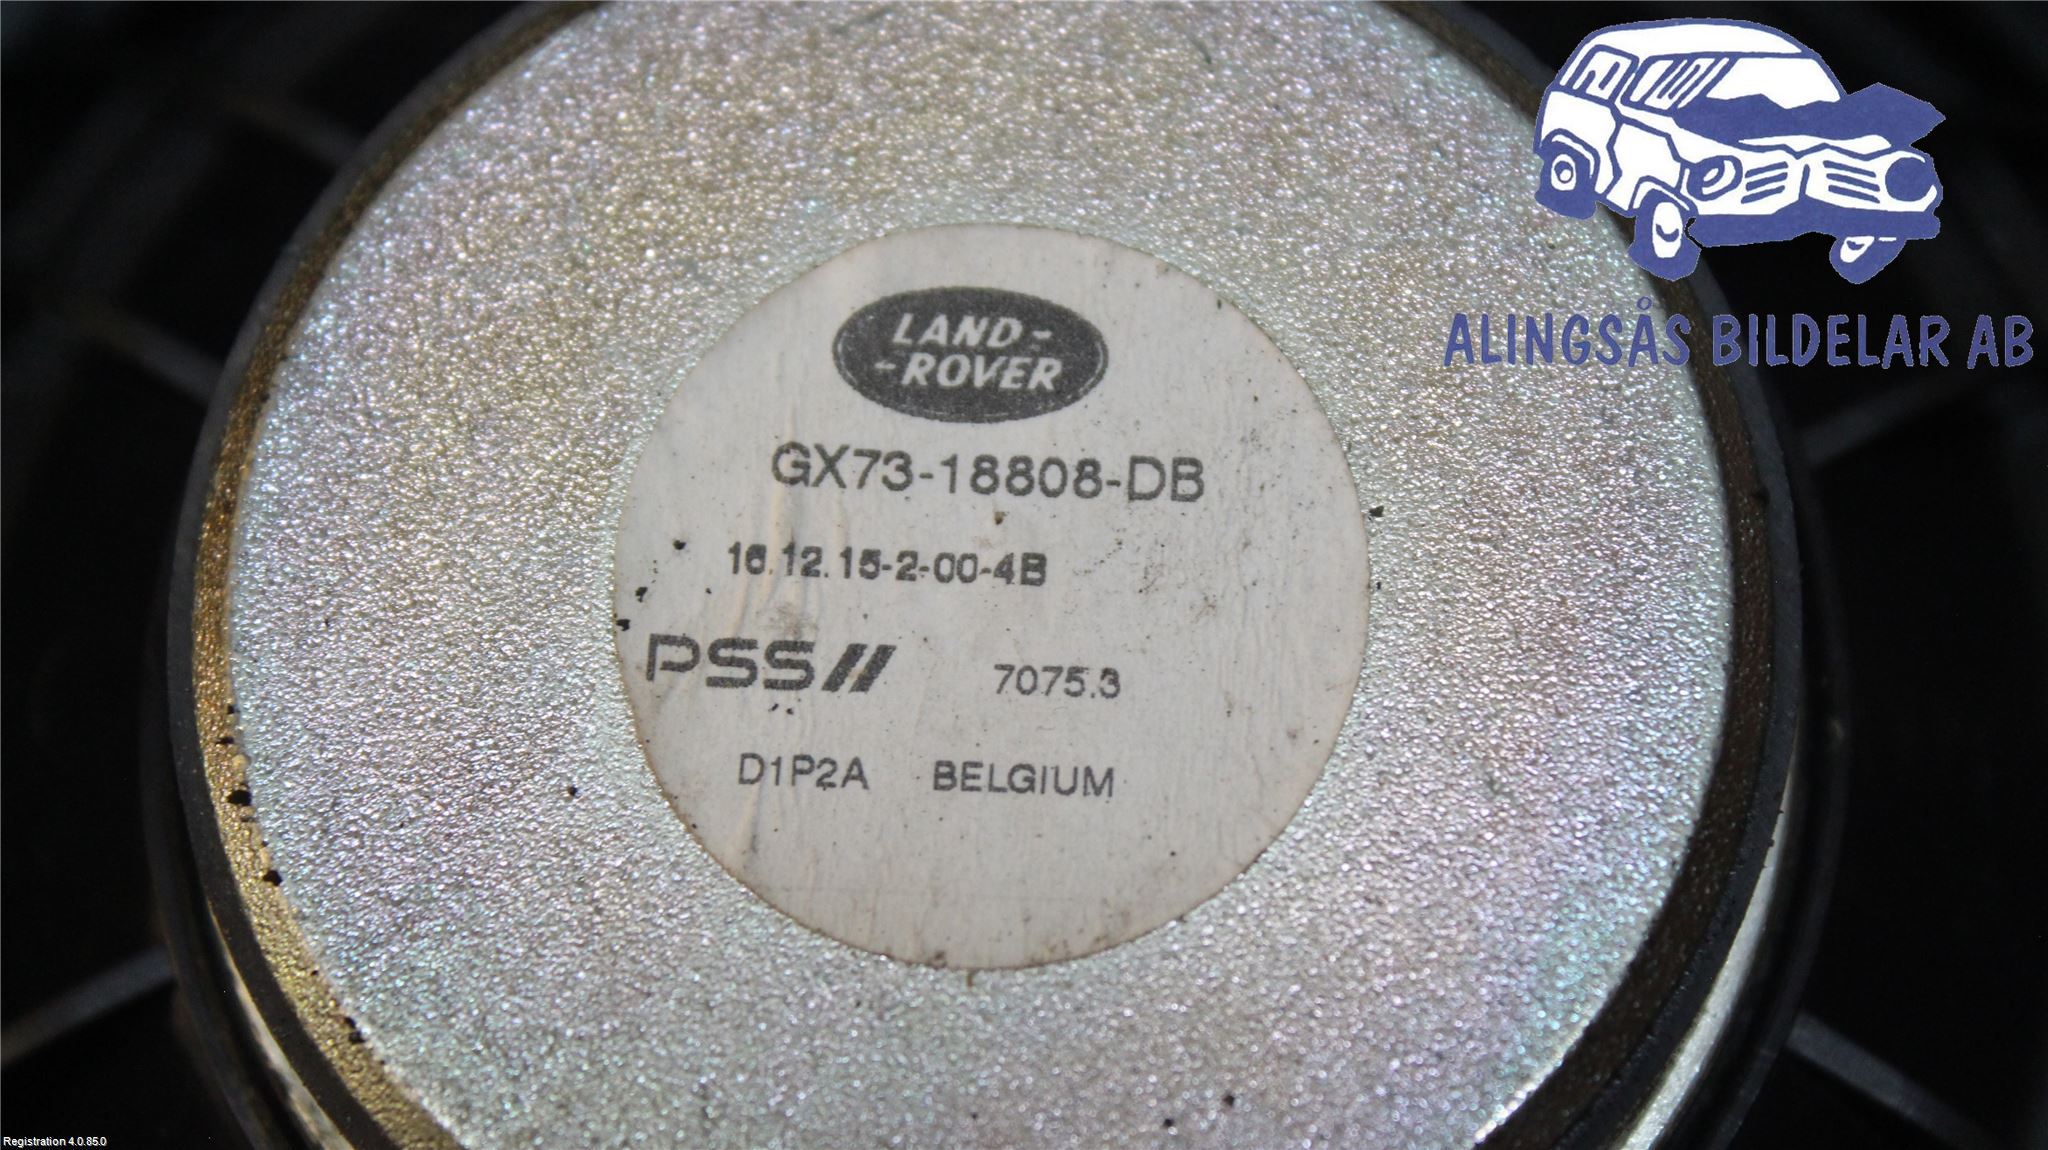 LAND-
-ROVER
GX73-18808-DB
16.12.15-2-00-4B
PSS 7075.3
D1P2A BELGIUM
ALINGSÅS BILDELAR AB
Registration 4.0.85.0